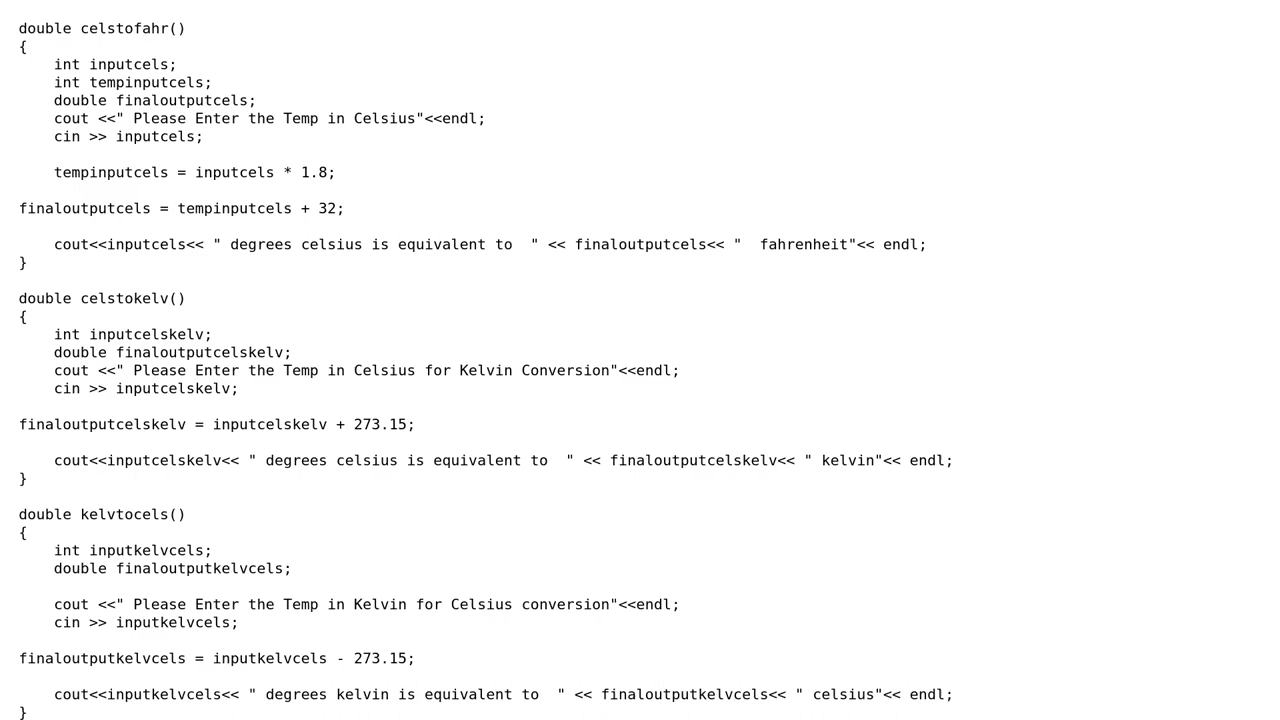 double celstofahr()
{
    int inputcels;
    int tempinputcels;
    double finaloutputcels;
    cout <<" Please Enter the Temp in Celsius"<<endl;
    cin >> inputcels;

    tempinputcels = inputcels * 1.8;

finaloutputcels = tempinputcels + 32;

    cout<<inputcels<< " degrees celsius is equivalent to  " << finaloutputcels<< "  fahrenheit"<< endl;
}

double celstokelv()
{
    int inputcelskelv;
    double finaloutputcelskelv;
    cout <<" Please Enter the Temp in Celsius for Kelvin Conversion"<<endl;
    cin >> inputcelskelv;

finaloutputcelskelv = inputcelskelv + 273.15;

    cout<<inputcelskelv<< " degrees celsius is equivalent to  " << finaloutputcelskelv<< " kelvin"<< endl;
}

double kelvtocels()
{
    int inputkelvcels;
    double finaloutputkelvcels;

    cout <<" Please Enter the Temp in Kelvin for Celsius conversion"<<endl;
    cin >> inputkelvcels;

finaloutputkelvcels = inputkelvcels - 273.15;

    cout<<inputkelvcels<< " degrees kelvin is equivalent to  " << finaloutputkelvcels<< " celsius"<< endl;
}